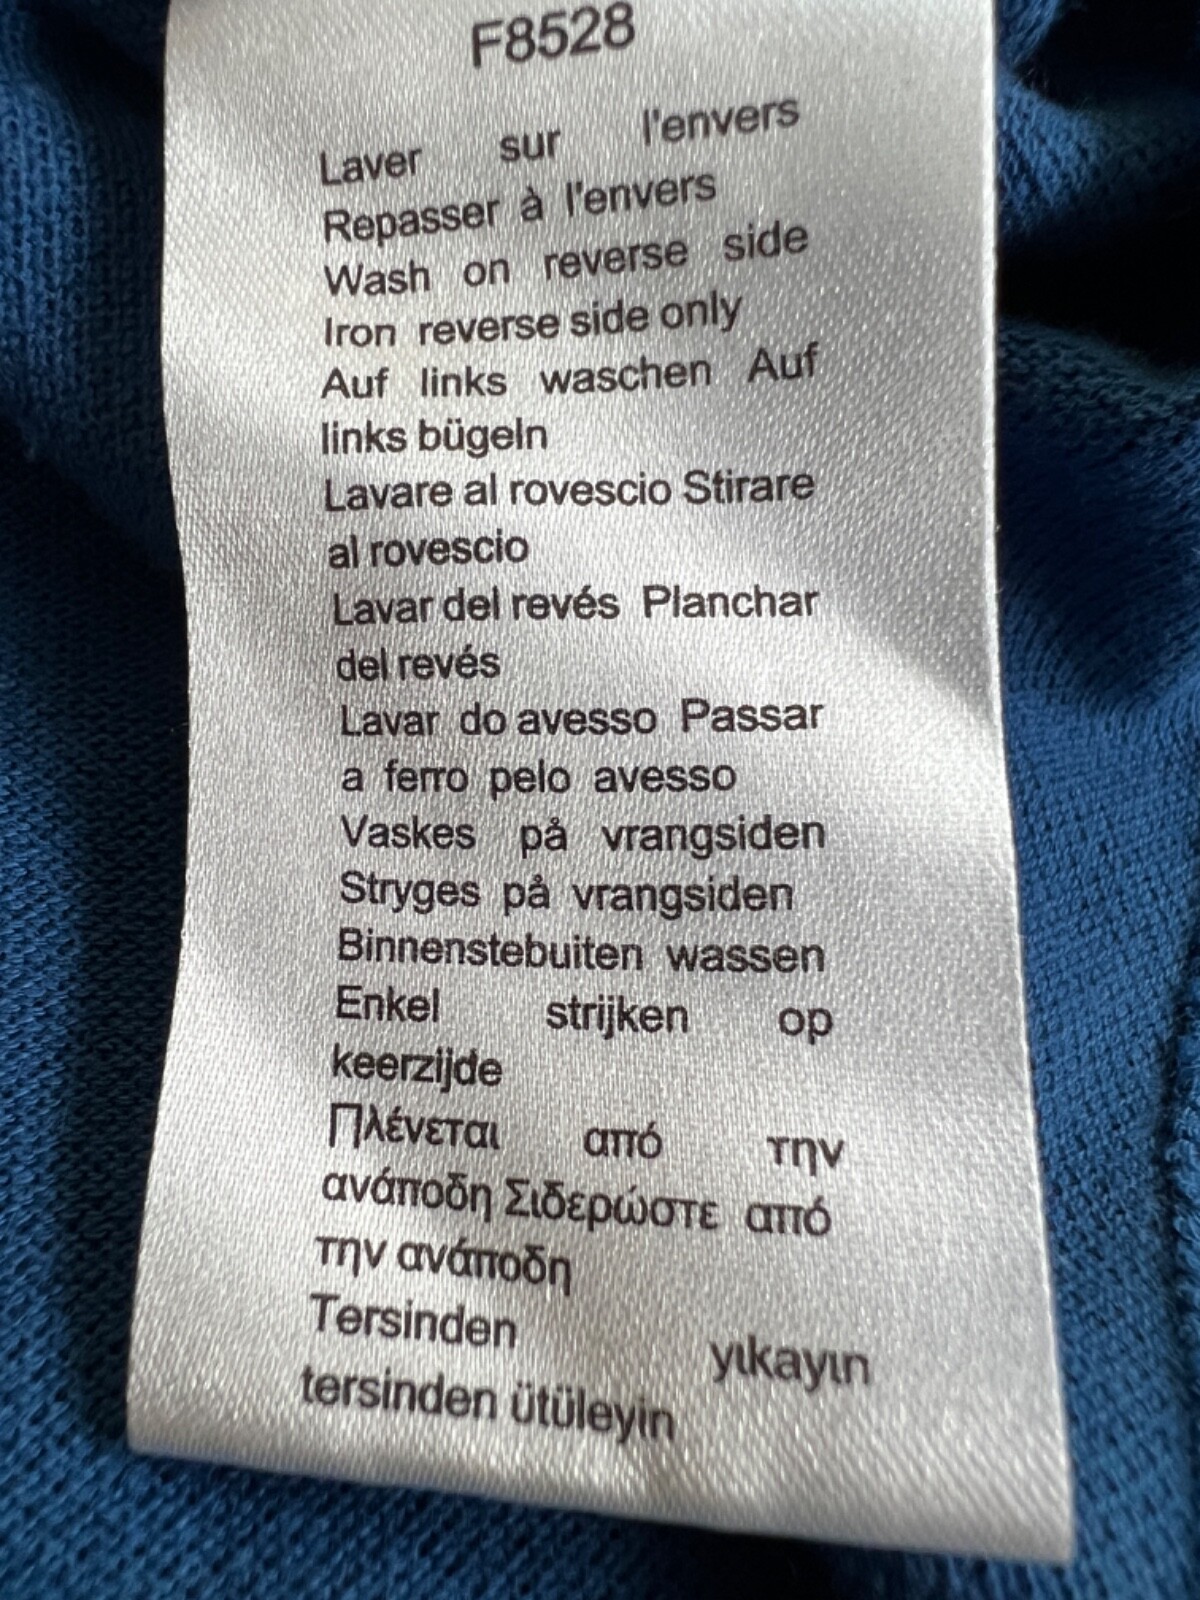 F8528
Laver sur l'envers
Repasser à l'envers
Wash on reverse side
Iron reverse side only
Auf links waschen Auf
links bügeln
Lavare al rovescio Stirare
al rovescio
Lavar del revés Planchar
del revés
Lavar do avesso Passar
a ferro pelo avesso
Vaskes på vrangsiden
Stryges på vrangsiden
Binnenstebuiten wassen
Enkel strijken op
keerzijde
Πλένεται από την
ανάποδη Σιδερώστε από
την ανάποδη
Tersinden yıkayın
tersinden ütüleyin